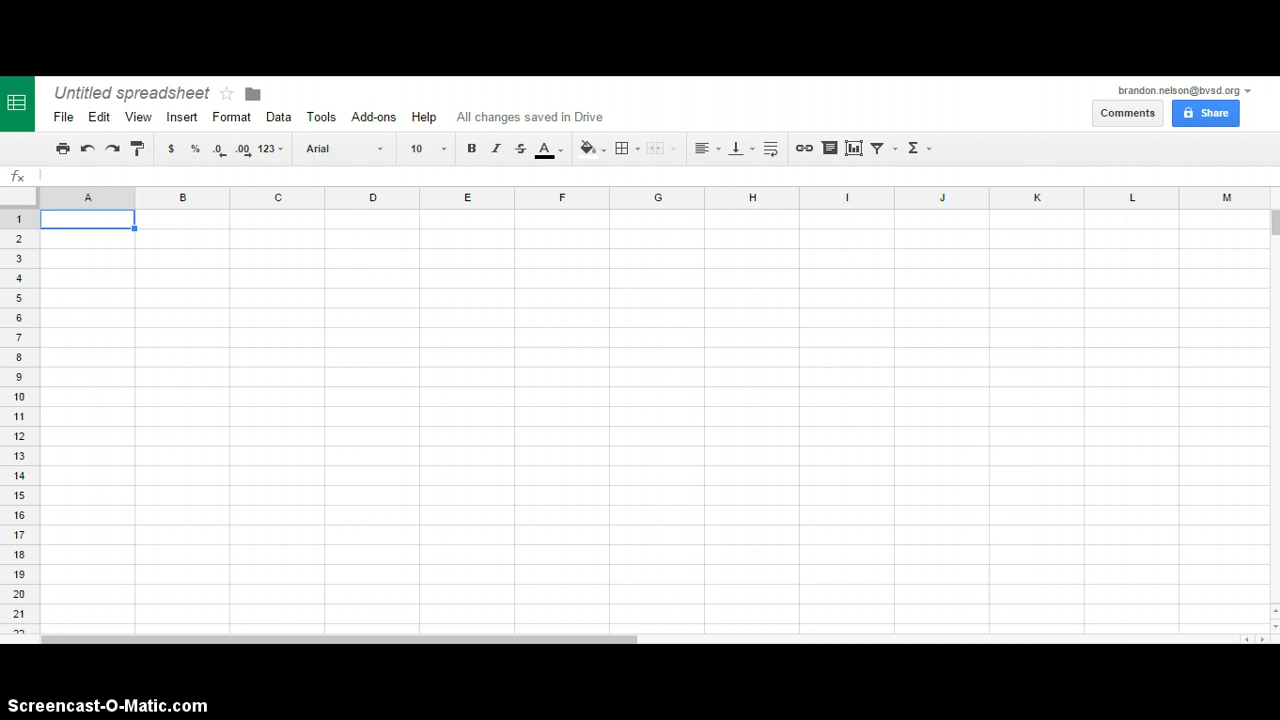 Untitled spreadsheet
brandon.nelson@bvsd.org
File Edit View Insert Format Data Tools Add-ons Help All changes saved in Drive
Comments Share
$ % .0 .00 123 Arial 10 B I S A Σ
fx
A B C D E F G H I J K L M
1
2
3
4
5
6
7
8
9
10
11
12
13
14
15
16
17
18
19
20
21
22
Screencast-O-Matic.com